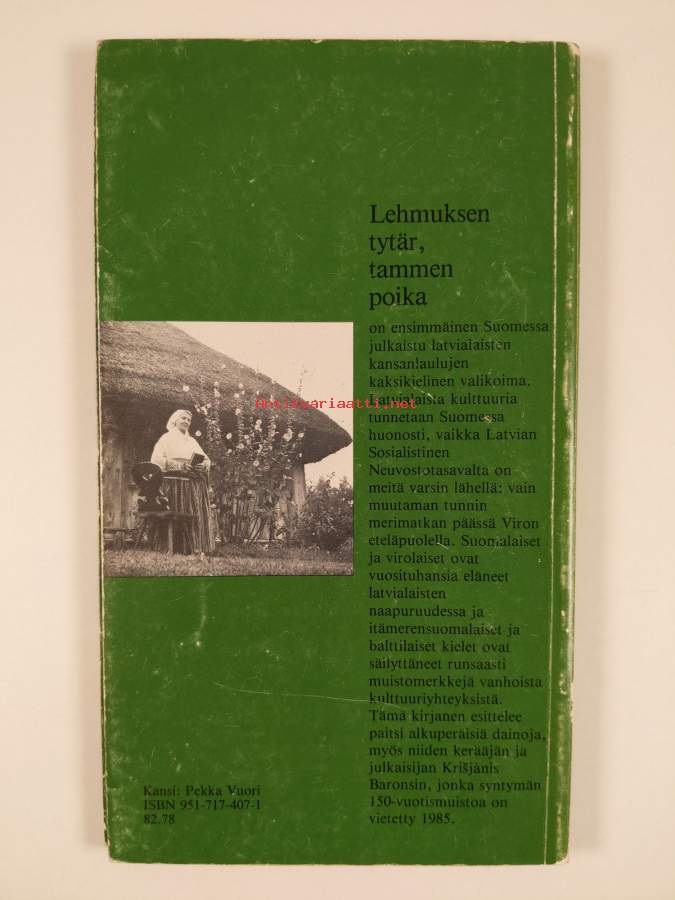 Lehmuksen
tytär,
tammen
poika
on ensimmäinen Suomessa
julkaistu latvialaisten
kansanlaulujen
kaksikielinen valikoima.
Latvialaista kulttuuria
tunnetaan Suomessa
huonosti, vaikka Latvian
Sosialistinen
Neuvostotasavalta on
meitä varsin lähellä: vain
muutaman tunnin
merimatkan päässä Viron
eteläpuolella. Suomalaiset
ja virolaiset ovat
vuosituhansia eläneet
latvialaisten
naapuruudessa ja
itämerensuomalaiset ja
balttilaiset kielet ovat
säilyttäneet runsaasti
muistomerkkejä vanhoista
kulttuuriyhteyksistä.
Tämä kirjanen esittelee
paitsi alkuperäisiä dainoja,
myös niiden kerääjän ja
julkaisijan Krišjānis
Baronsin, jonka syntymän
150-vuotismuistoa on
vietetty 1985.
Kansi: Pekka Vuori
ISBN 951-717-407-1
82.78
Antikvariaatti.net